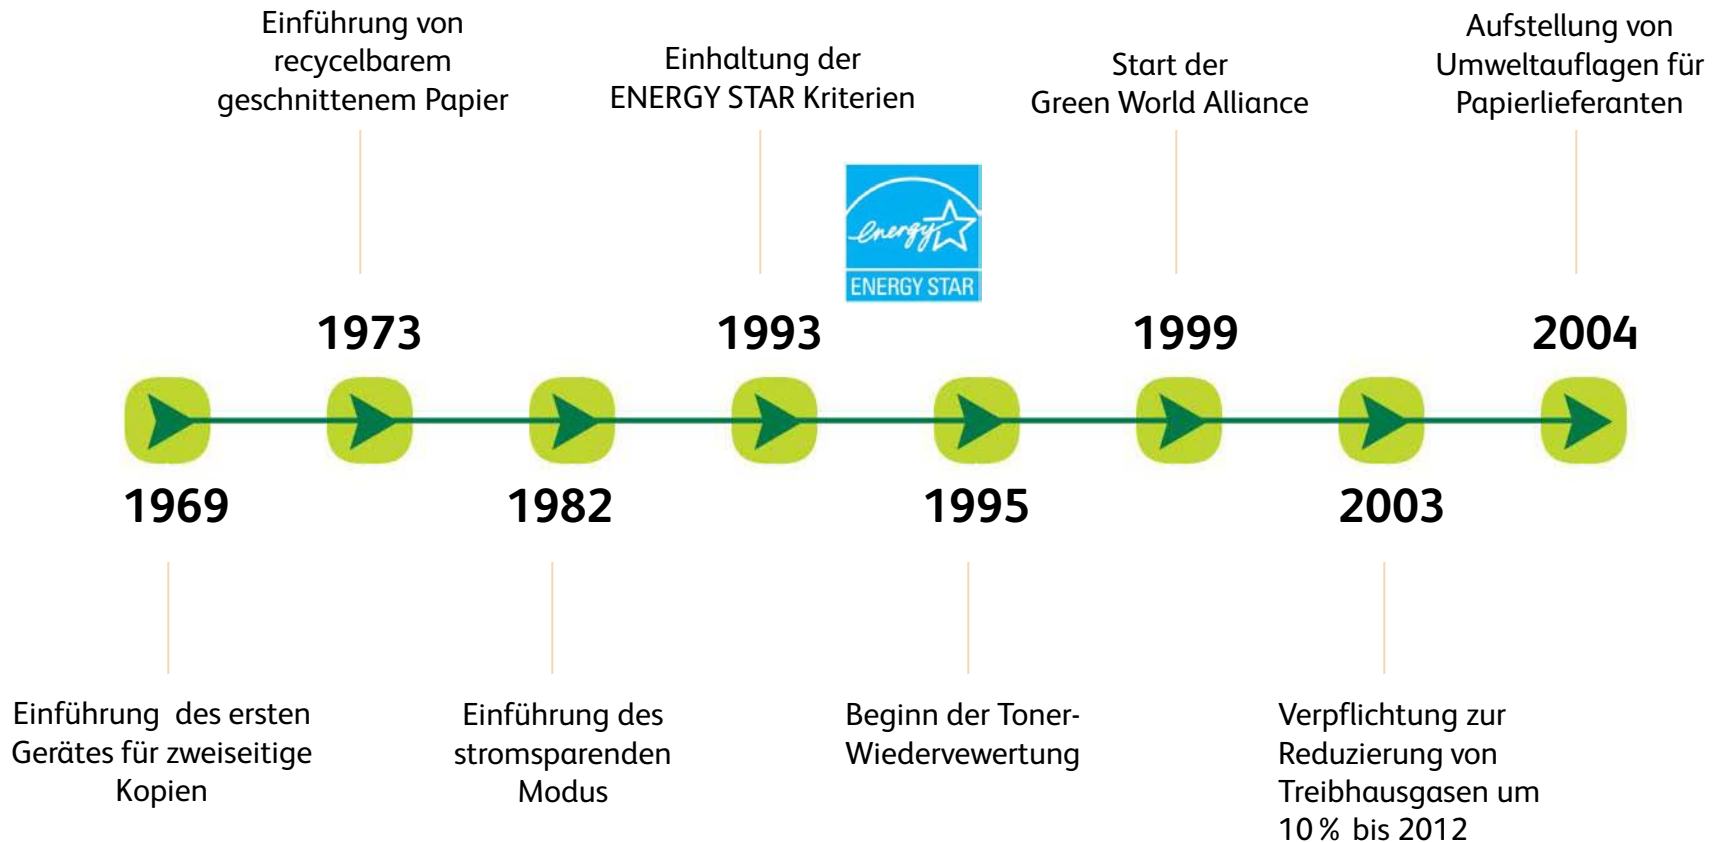 Einführung von
recycelbarem
geschnittenem Papier
Einhaltung der
ENERGY STAR Kriterien
Start der
Green World Alliance
Aufstellung von
Umweltauflagen für
Papierlieferanten
energy
ENERGY STAR
1973
1993
1999
2004
1969
1982
1995
2003
Einführung des ersten
Gerätes für zweiseitige
Kopien
Einführung des
stromsparenden
Modus
Beginn der Toner-
Wiedervewertung
Verpflichtung zur
Reduzierung von
Treibhausgasen um
10 % bis 2012